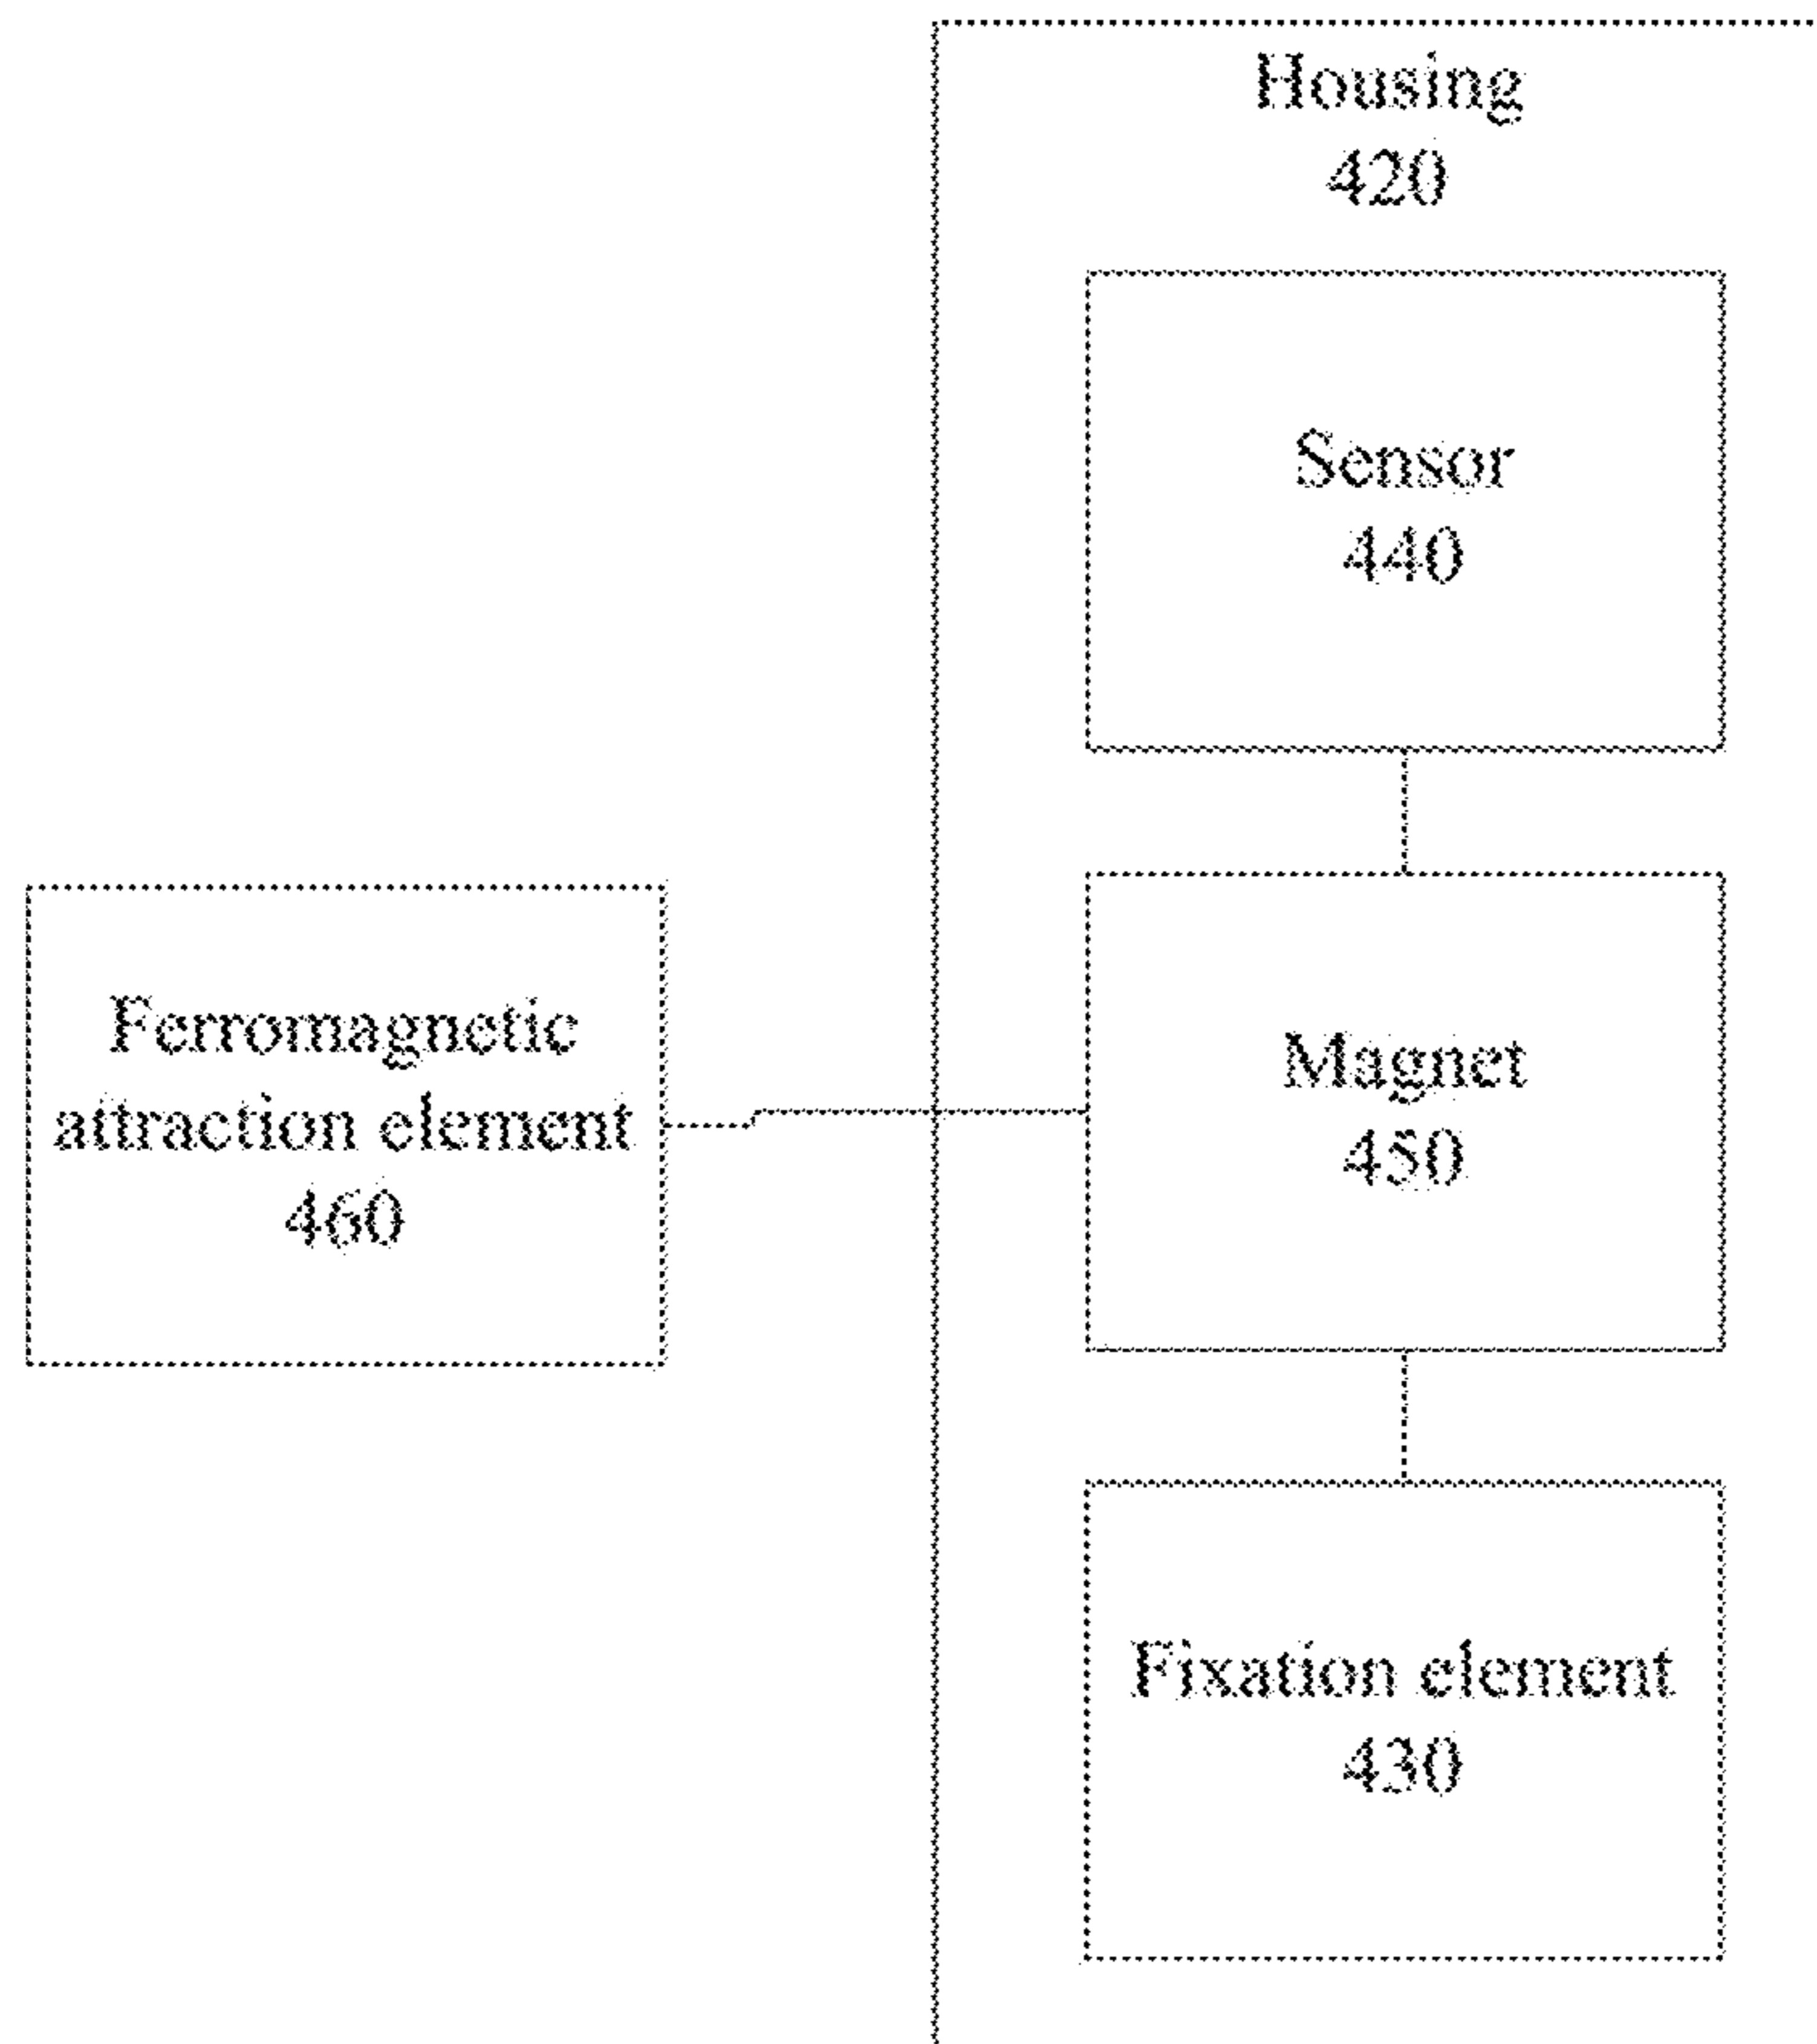 Housing
420
Sensor
440
Ferromagnetic
attraction element
460
Magnet
450
Fixation element
430